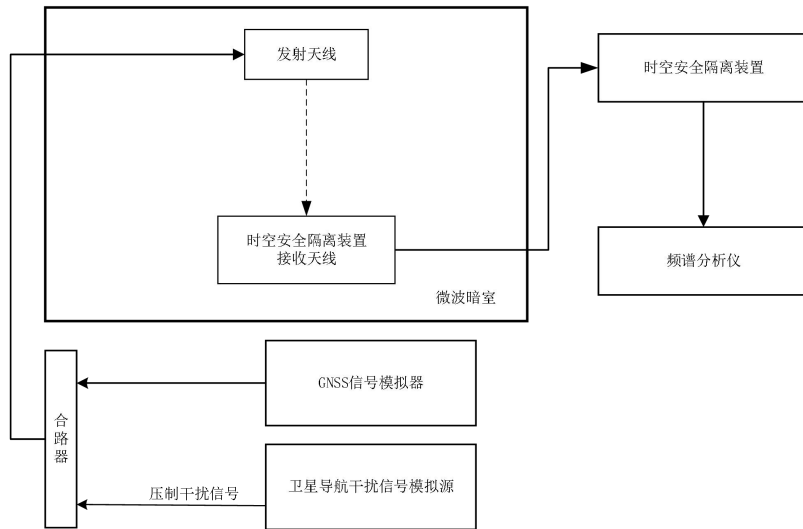 发射天线
时空安全隔离装置
时空安全隔离装置
接收天线
频谱分析仪
微波暗室
GNSS信号模拟器
合路器
压制干扰信号
卫星导航干扰信号模拟源